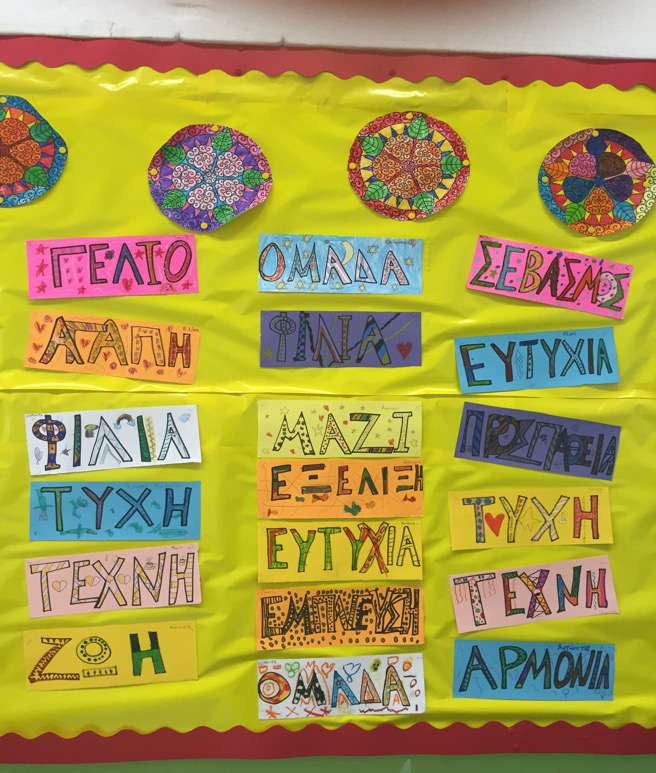 ΓΕΛΙΟ
ΑΓΑΠΗ
ΦΙΛΙΑ
ΤΥΧΗ
ΤΕΧΝΗ
ΖΩΗ
ΟΜΑΔΑ
ΦΙΛΙΑ
ΜΑΖΙ
ΕΞΕΛΙΞΗ
ΕΥΤΥΧΙΑ
ΕΜΠΝΕΥΣΗ
ΟΜΑΔΑ
ΣΕΒΑΣΜΟΣ
ΕΥΤΥΧΙΑ
ΠΡΟΣΠΑΘΕΙΑ
ΤΥΧΗ
ΤΕΧΝΗ
ΑΡΜΟΝΙΑ